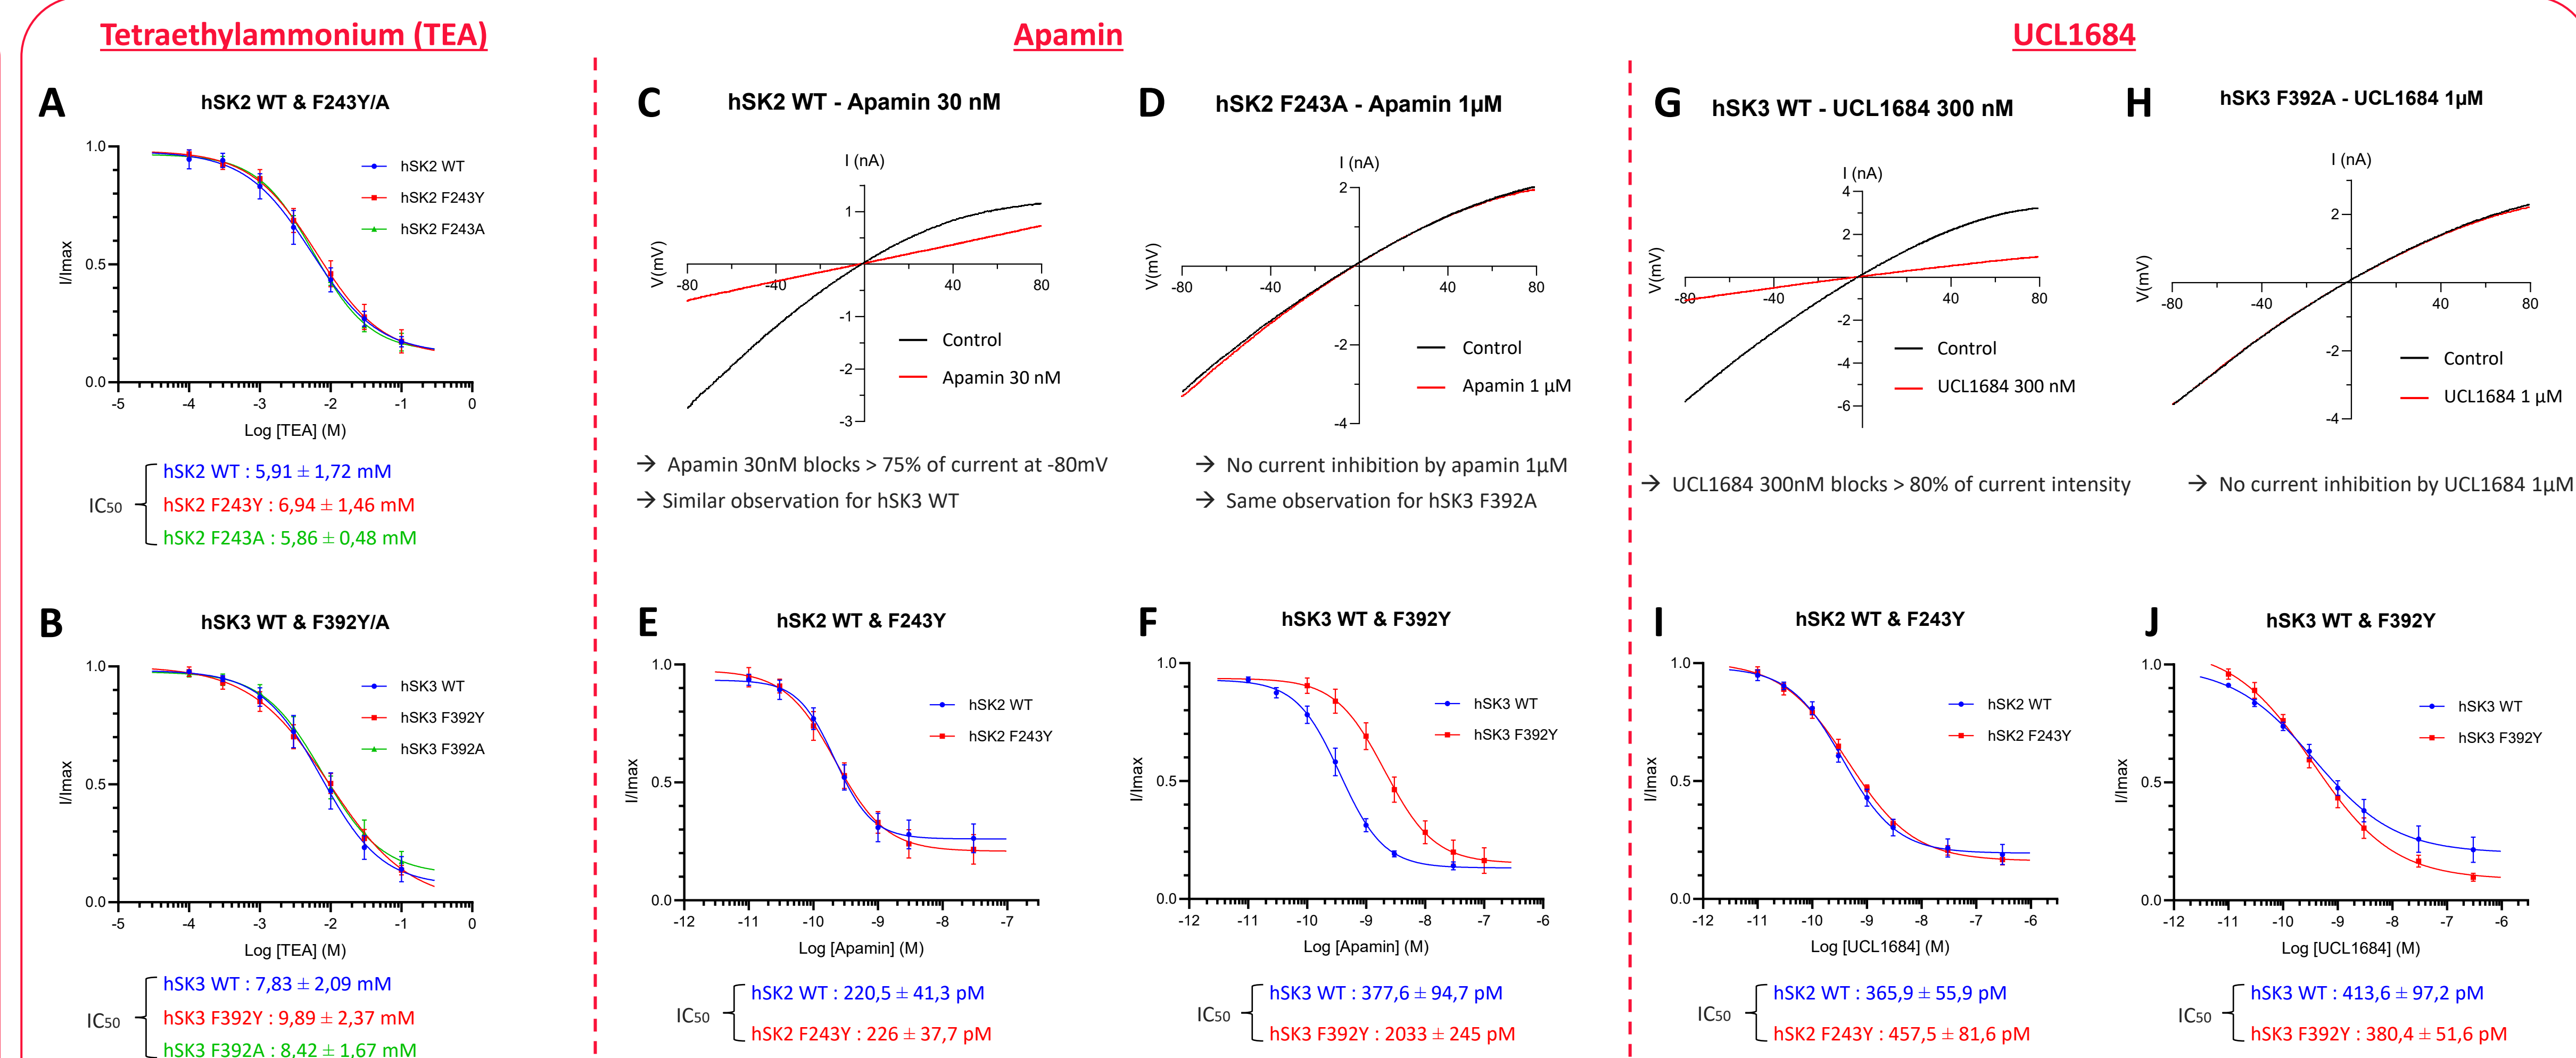 Tetraethylammonium (TEA)
A
hSK2 WT & F243Y/A
1.0
0.5
0.0
I/Imax
-5 -4 -3 -2 -1 0
Log [TEA] (M)
hSK2 WT
hSK2 F243Y
hSK2 F243A
IC50
hSK2 WT : 5,91 ± 1,72 mM
hSK2 F243Y : 6,94 ± 1,46 mM
hSK2 F243A : 5,86 ± 0,48 mM
B
hSK3 WT & F392Y/A
1.0
0.5
0.0
I/Imax
-5 -4 -3 -2 -1 0
Log [TEA] (M)
hSK3 WT
hSK3 F392Y
hSK3 F392A
IC50
hSK3 WT : 7,83 ± 2,09 mM
hSK3 F392Y : 9,89 ± 2,37 mM
hSK3 F392A : 8,42 ± 1,67 mM
Apamin
C
hSK2 WT - Apamin 30 nM
I (nA)
V(mV)
1
-1
-2
-3
-80 -40 40 80
Control
Apamin 30 nM
→ Apamin 30nM blocks > 75% of current at -80mV
→ Similar observation for hSK3 WT
D
hSK2 F243A - Apamin 1µM
I (nA)
V(mV)
2
-2
-4
-80 -40 40 80
Control
Apamin 1 µM
→ No current inhibition by apamin 1µM
→ Same observation for hSK3 F392A
E
hSK2 WT & F243Y
1.0
0.5
0.0
I/Imax
-12 -11 -10 -9 -8 -7
Log [Apamin] (M)
hSK2 WT
hSK2 F243Y
IC50
hSK2 WT : 220,5 ± 41,3 pM
hSK2 F243Y : 226 ± 37,7 pM
F
hSK3 WT & F392Y
1.0
0.5
0.0
I/Imax
-12 -11 -10 -9 -8 -7 -6
Log [Apamin] (M)
hSK3 WT
hSK3 F392Y
IC50
hSK3 WT : 377,6 ± 94,7 pM
hSK3 F392Y : 2033 ± 245 pM
UCL1684
G
hSK3 WT - UCL1684 300 nM
I (nA)
V(mV)
4
2
-2
-4
-6
-80 -40 40 80
Control
UCL1684 300 nM
→ UCL1684 300nM blocks > 80% of current intensity
H
hSK3 F392A - UCL1684 1µM
I (nA)
V(mV)
2
-2
-4
-80 -40 40 80
Control
UCL1684 1 µM
→ No current inhibition by UCL1684 1µM
I
hSK2 WT & F243Y
1.0
0.5
0.0
I/Imax
-12 -11 -10 -9 -8 -7 -6
Log [UCL1684] (M)
hSK2 WT
hSK2 F243Y
IC50
hSK2 WT : 365,9 ± 55,9 pM
hSK2 F243Y : 457,5 ± 81,6 pM
J
hSK3 WT & F392Y
1.0
0.5
0.0
I/Imax
-12 -11 -10 -9 -8 -7 -6
Log [UCL1684] (M)
hSK3 WT
hSK3 F392Y
IC50
hSK3 WT : 413,6 ± 97,2 pM
hSK3 F392Y : 380,4 ± 51,6 pM